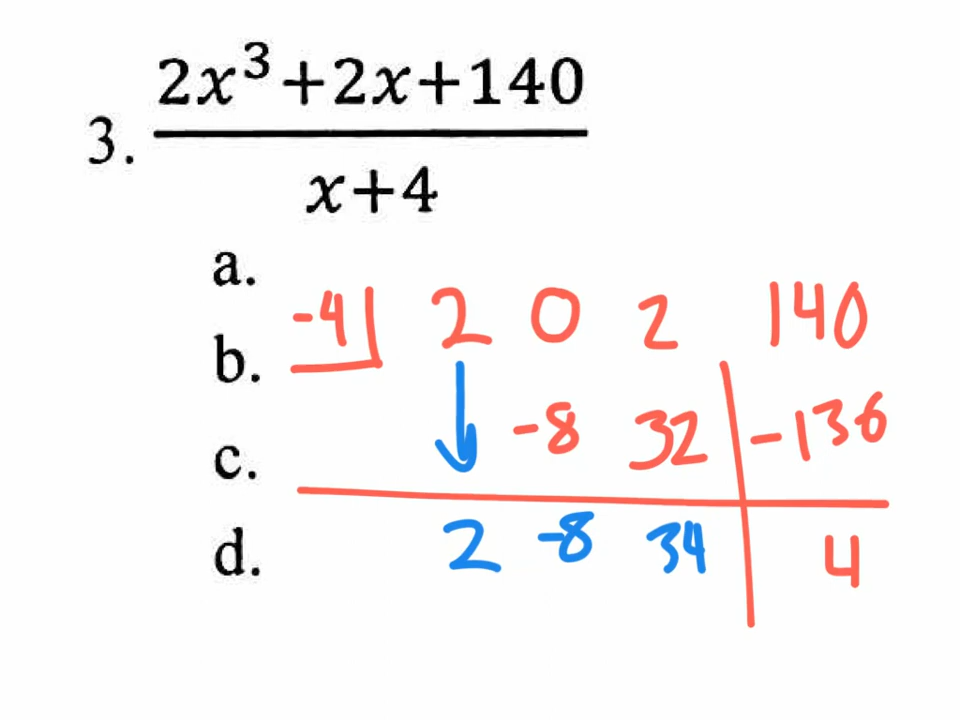 3. 2x³+2x+140
x+4
a.
-4 2 0 2 140
b.
-8 32 -136
c.
2 -8 34 4
d.